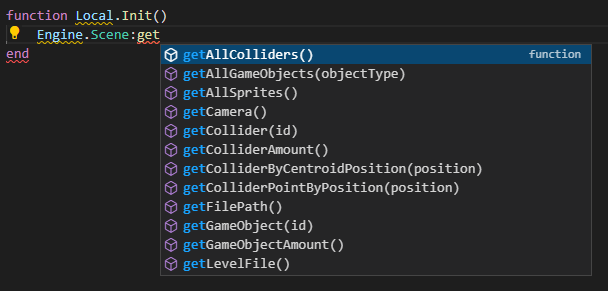 function Local.Init()
Engine.Scene:get
end
getAllColliders() function
getAllGameObjects(objectType)
getAllSprites()
getCamera()
getCollider(id)
getColliderAmount()
getColliderByCentroidPosition(position)
getColliderPointByPosition(position)
getFilePath()
getGameObject(id)
getGameObjectAmount()
getLevelFile()